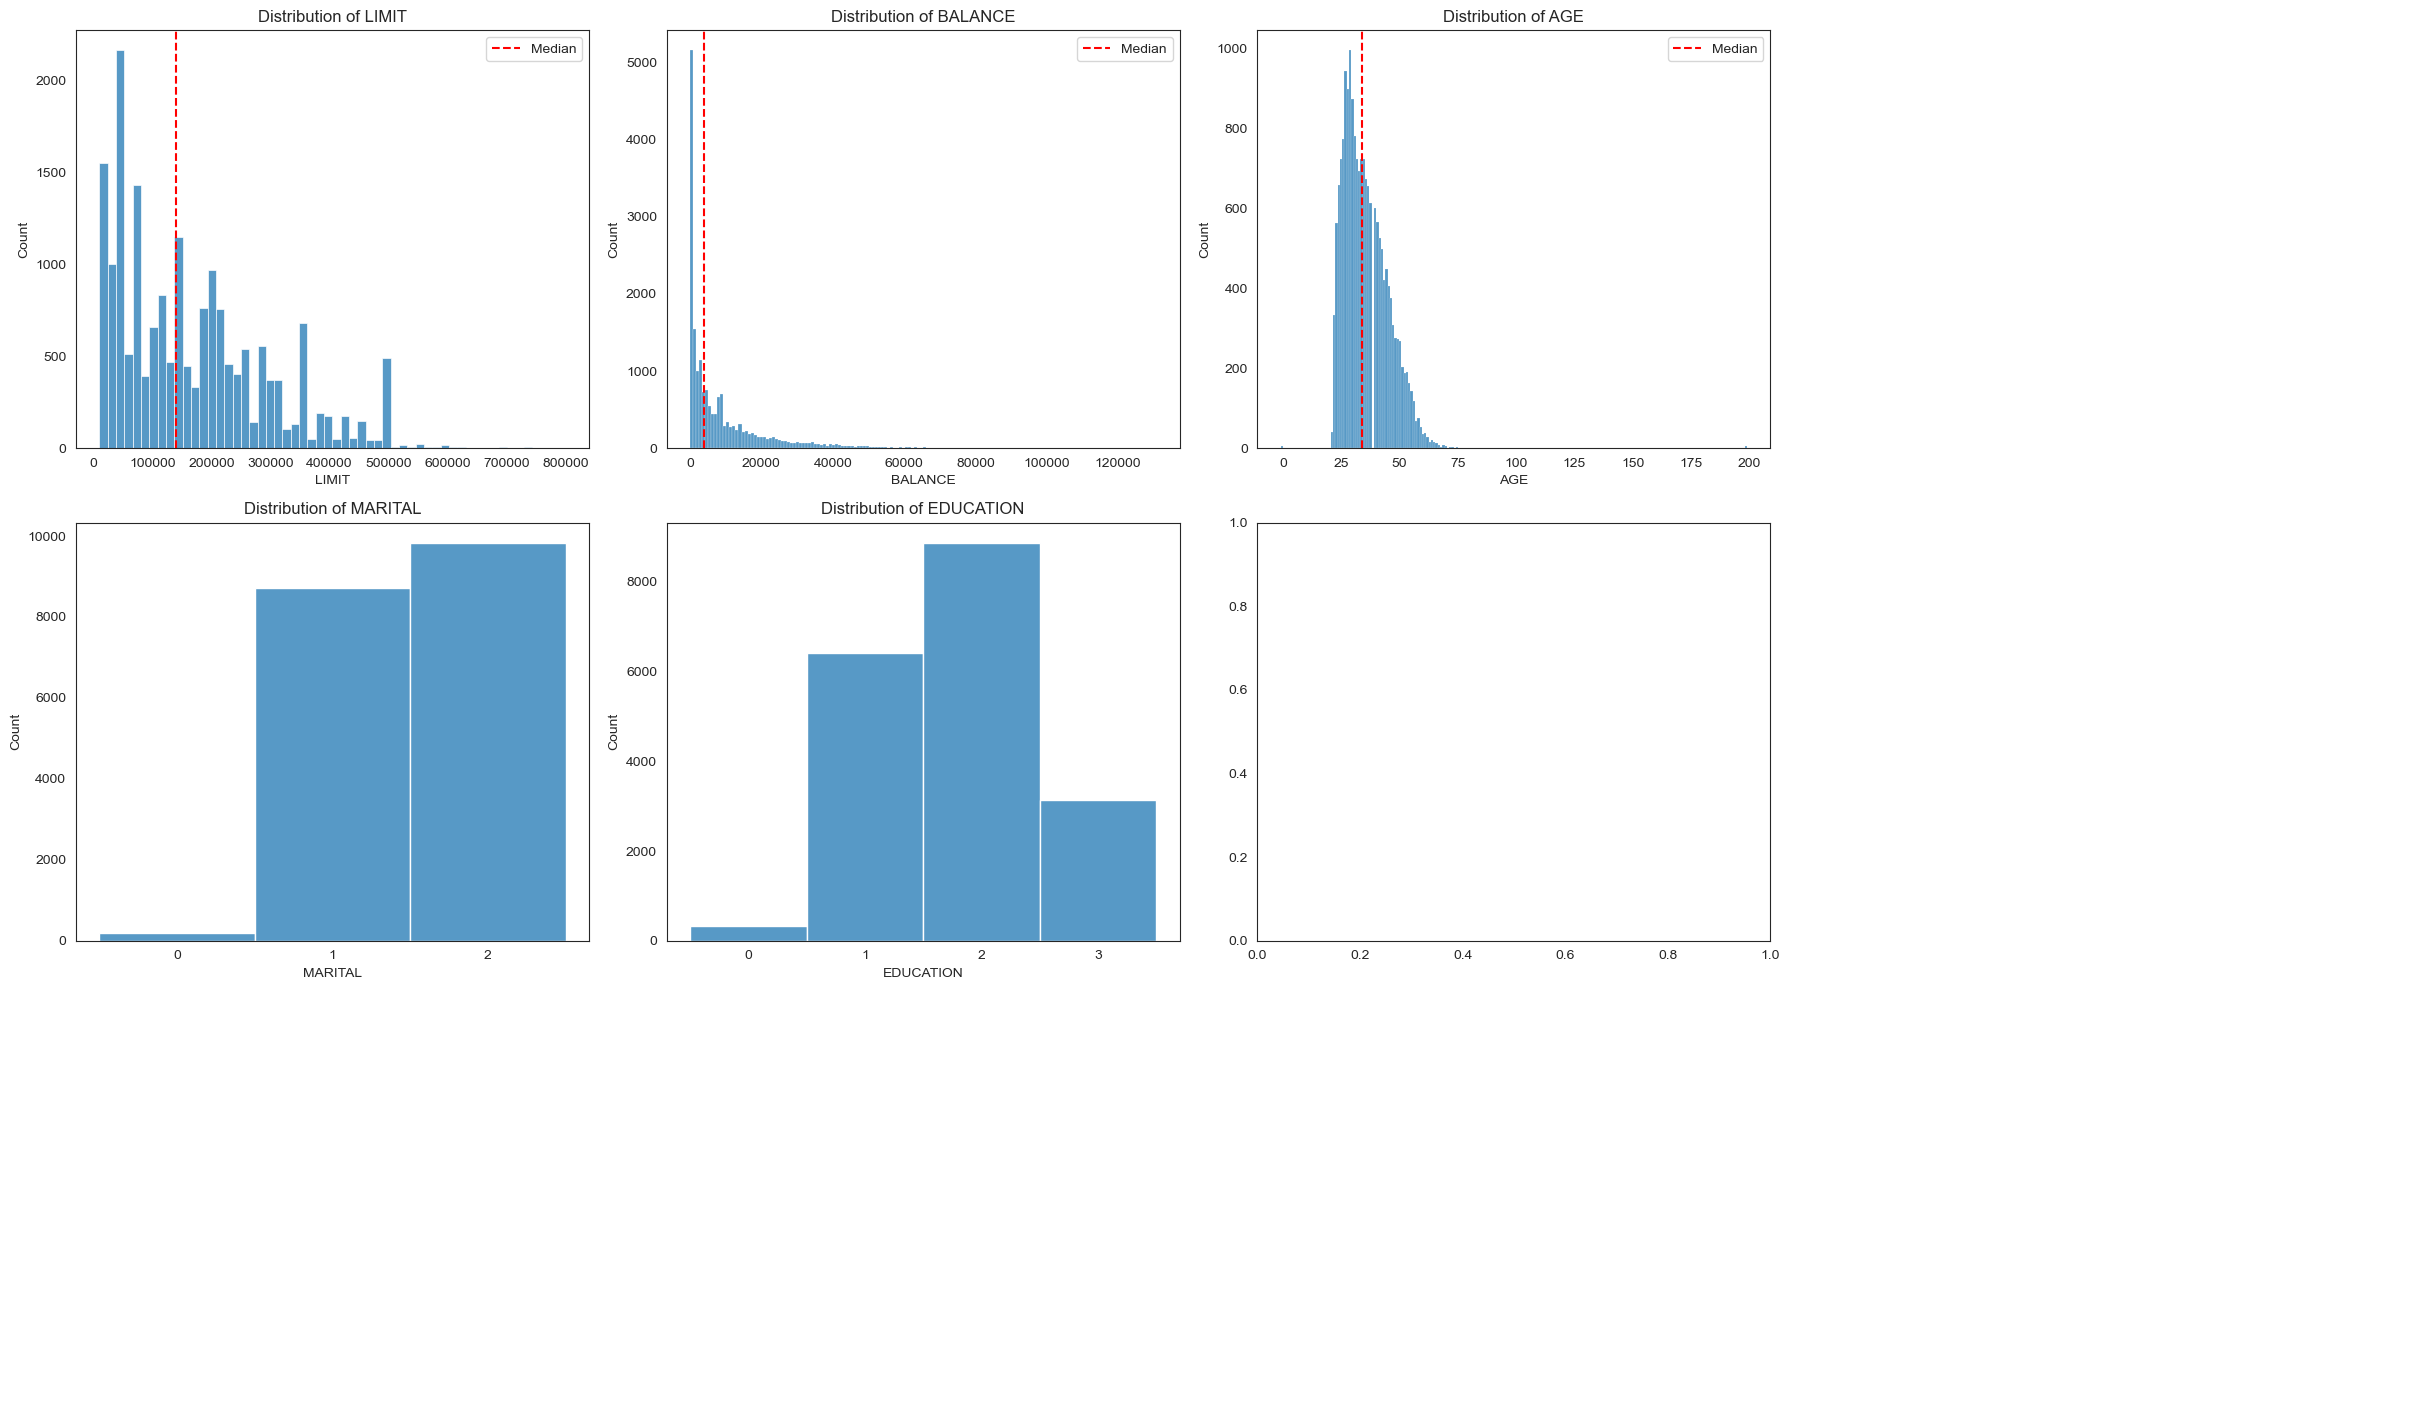 Distribution of LIMIT
Median
2000
1500
1000
500
0
Count
0 100000 200000 300000 400000 500000 600000 700000 800000
LIMIT
Distribution of BALANCE
Median
5000
4000
3000
2000
1000
0
Count
0 20000 40000 60000 80000 100000 120000
BALANCE
Distribution of AGE
Median
1000
800
600
400
200
0
Count
0 25 50 75 100 125 150 175 200
AGE
Distribution of MARITAL
10000
8000
6000
4000
2000
0
Count
0 1 2
MARITAL
Distribution of EDUCATION
8000
6000
4000
2000
0
Count
0 1 2 3
EDUCATION
1.0
0.8
0.6
0.4
0.2
0.0
0.0 0.2 0.4 0.6 0.8 1.0